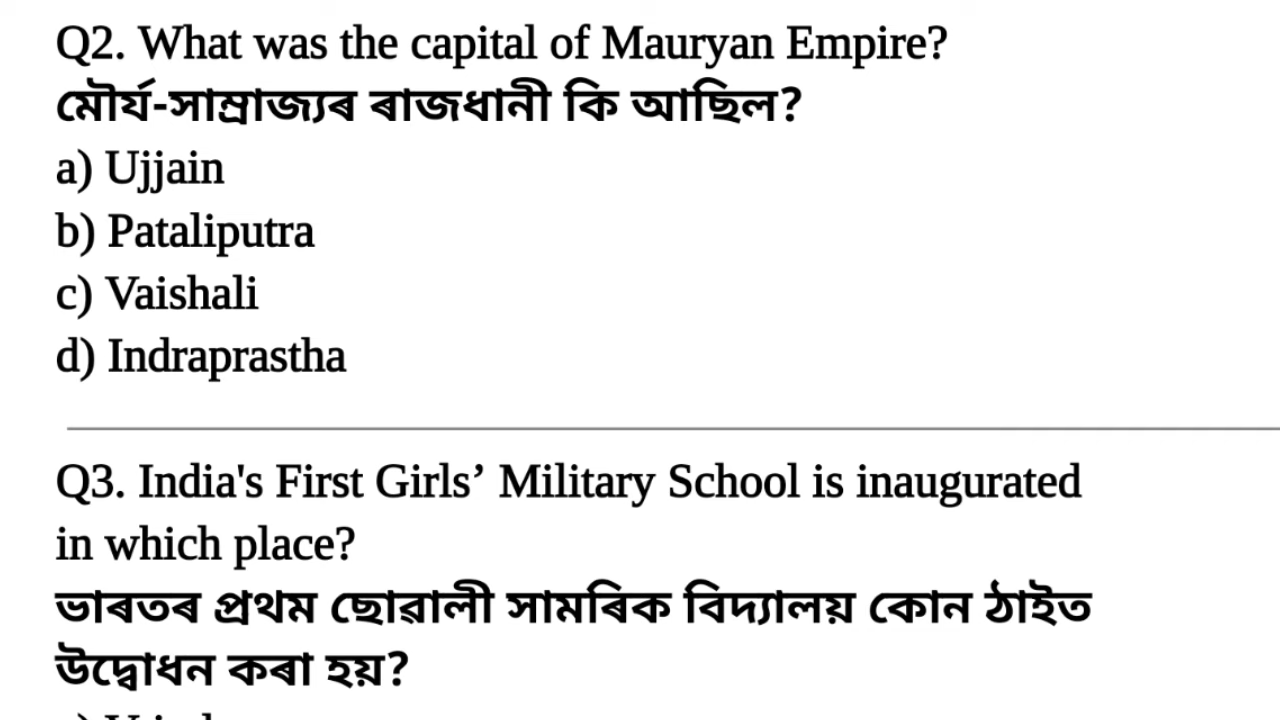 Q2. What was the capital of Mauryan Empire?
মৌৰ্য-সাম্ৰাজ্যৰ ৰাজধানী কি আছিল?
a) Ujjain
b) Pataliputra
c) Vaishali
d) Indraprastha
Q3. India's First Girls’ Military School is inaugurated
in which place?
ভাৰতৰ প্ৰথম ছোৱালী সামৰিক বিদ্যালয় কোন ঠাইত
উদ্বোধন কৰা হয়?